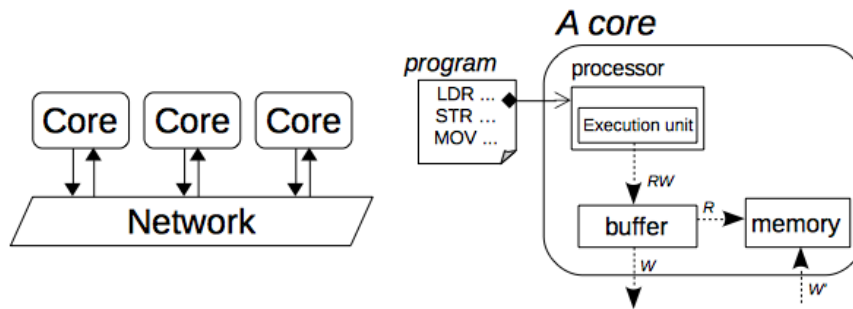 Core Core Core
Network
A core
program
LDR ...
STR ...
MOV ...
processor
Execution unit
RW
buffer
R
memory
W
W'